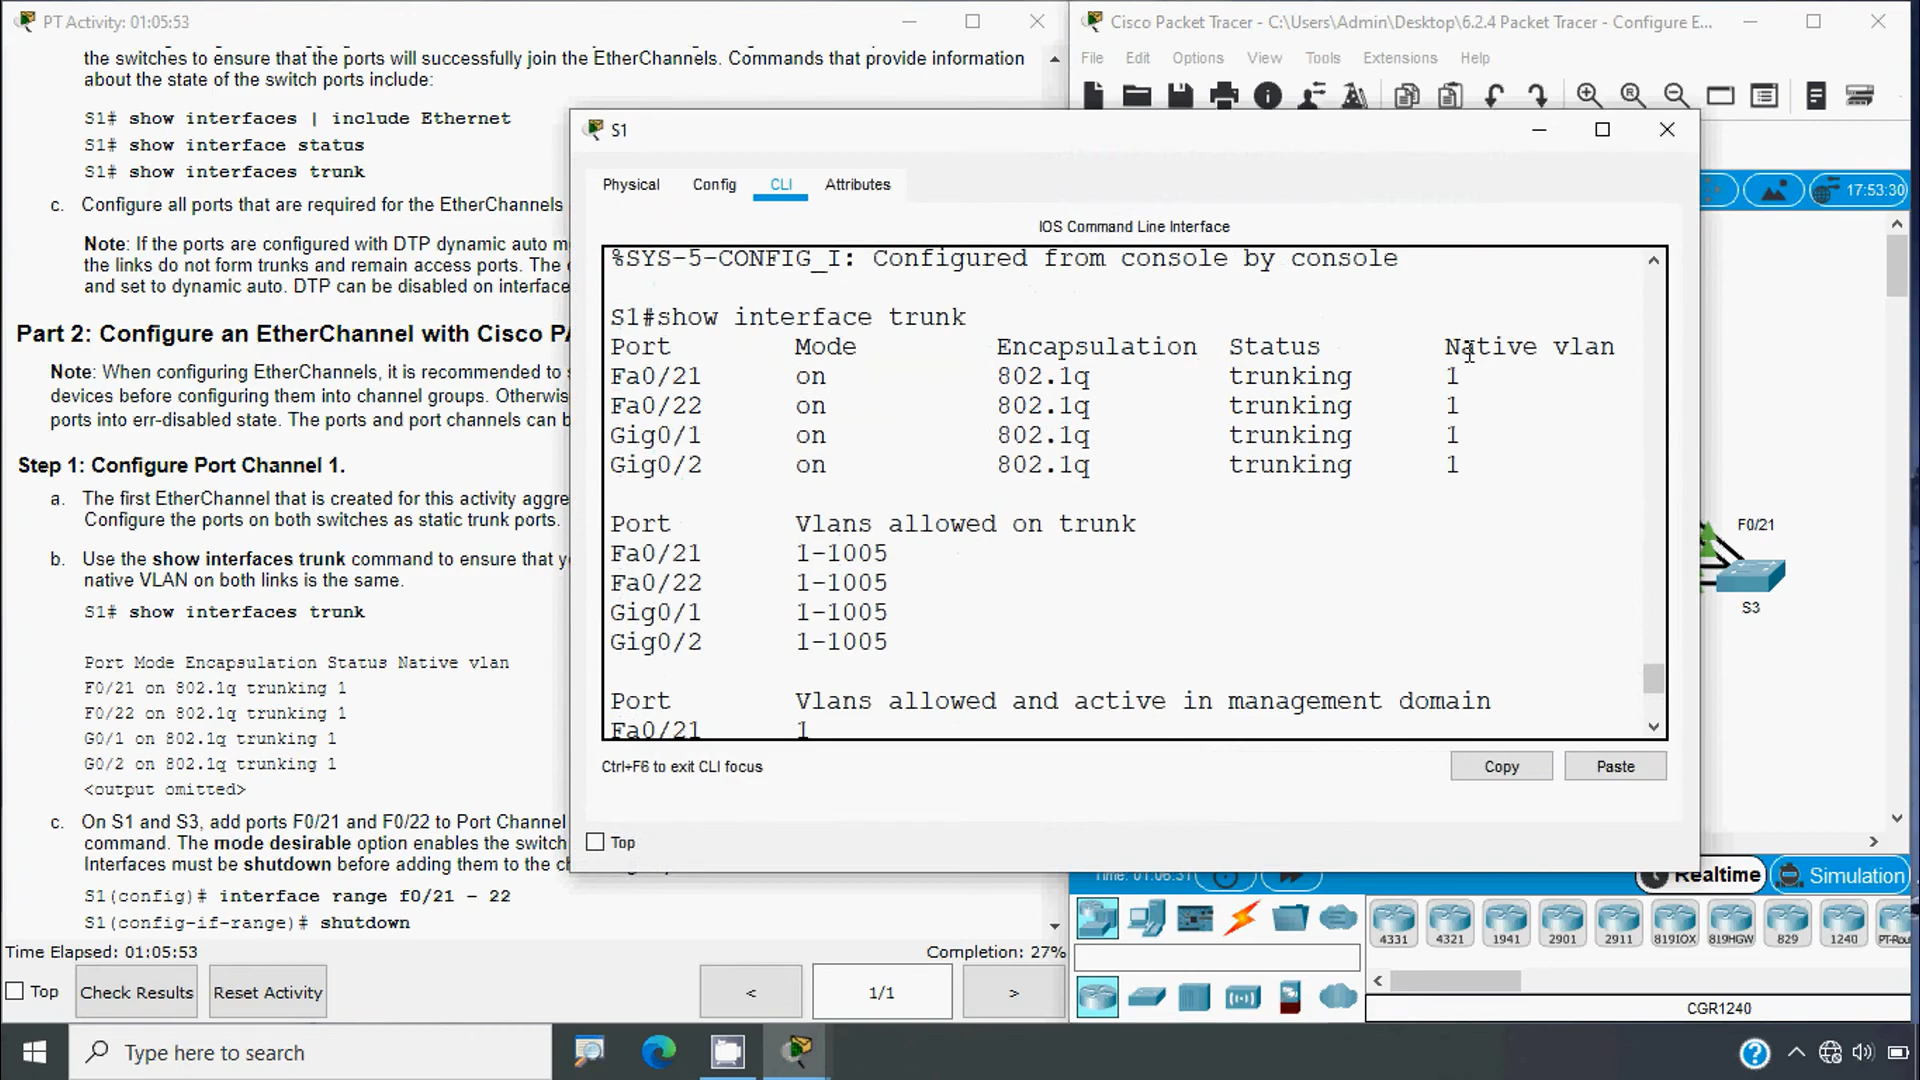 PT Activity: 01:05:53
the switches to ensure that the ports will successfully join the EtherChannels. Commands that provide information
about the state of the switch ports include:
S1# show interfaces | include Ethernet
S1# show interface status
S1# show interfaces trunk
c. Configure all ports that are required for the EtherChannels
Note: If the ports are configured with DTP dynamic auto m
the links do not form trunks and remain access ports. The
and set to dynamic auto. DTP can be disabled on interface
Part 2: Configure an EtherChannel with Cisco PA
Note: When configuring EtherChannels, it is recommended to
devices before configuring them into channel groups. Otherwis
ports into err-disabled state. The ports and port channels can b
Step 1: Configure Port Channel 1.
a. The first EtherChannel that is created for this activity aggre
Configure the ports on both switches as static trunk ports.
b. Use the show interfaces trunk command to ensure that y
native VLAN on both links is the same.
S1# show interfaces trunk
Port Mode Encapsulation Status Native vlan
F0/21 on 802.1q trunking 1
F0/22 on 802.1q trunking 1
G0/1 on 802.1q trunking 1
G0/2 on 802.1q trunking 1
<output omitted>
c. On S1 and S3, add ports F0/21 and F0/22 to Port Channel
command. The mode desirable option enables the switch
Interfaces must be shutdown before adding them to the ch
S1(config)# interface range f0/21 - 22
S1(config-if-range)# shutdown
Time Elapsed: 01:05:53
Completion: 27%
Top
Check Results
Reset Activity
<
1/1
>
Cisco Packet Tracer - C:\Users\Admin\Desktop\6.2.4 Packet Tracer - Configure E...
File Edit Options View Tools Extensions Help
17:53:30
S1
Physical Config CLI Attributes
IOS Command Line Interface
%SYS-5-CONFIG_I: Configured from console by console
S1#show interface trunk
Port Mode Encapsulation Status Native vlan
Fa0/21 on 802.1q trunking 1
Fa0/22 on 802.1q trunking 1
Gig0/1 on 802.1q trunking 1
Gig0/2 on 802.1q trunking 1
Port Vlans allowed on trunk
Fa0/21 1-1005
Fa0/22 1-1005
Gig0/1 1-1005
Gig0/2 1-1005
Port Vlans allowed and active in management domain
Fa0/21 1
Ctrl+F6 to exit CLI focus
Copy
Paste
Top
F0/21
S3
Time: 01:06:31
Realtime
Simulation
4331 4321 1941 2901 2911 819IOX 819HGW 829 1240 PT-Rou
CGR1240
Type here to search